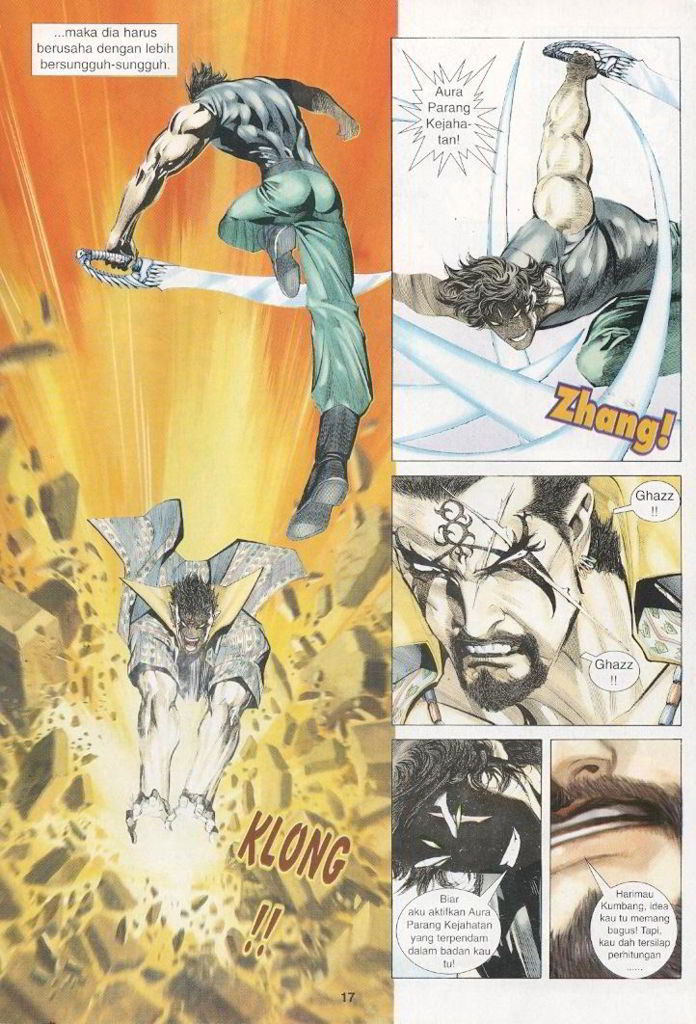 ...maka dia harus
berusaha dengan lebih
bersungguh-sungguh.
Aura
Parang
Kejaha-
tan!
Zhang!
KLONG
!!
Ghazz
!!
Ghazz
!!
Biar
aku aktifkan Aura
Parang Kejahatan
yang terpendam
dalam badan kau
tu!
Harimau
Kumbang, idea
kau tu memang
bagus! Tapi,
kau dah tersilap
perhitungan
......
17